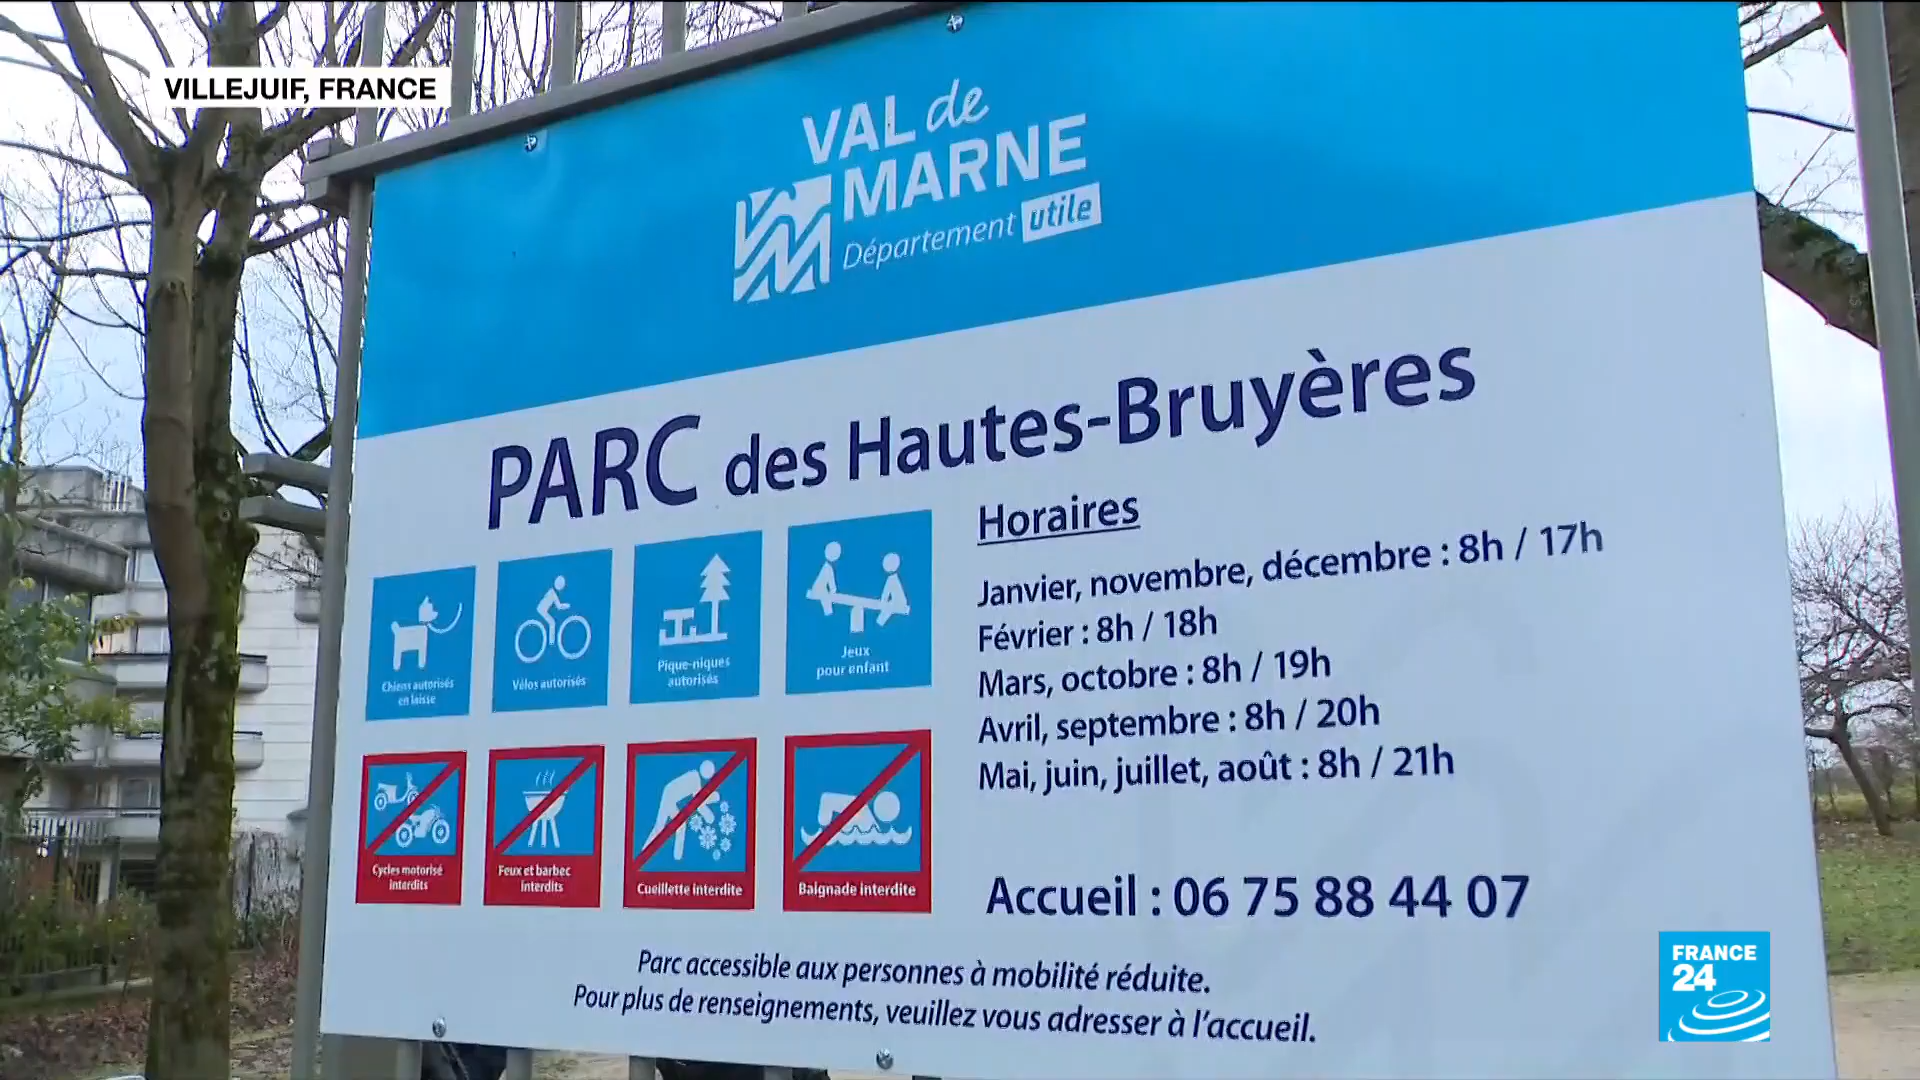 VILLEJUIF, FRANCE
VAL de
MARNE
Département utile
PARC des Hautes-Bruyères
Chiens autorisés
en laisse
Vélos autorisés
Pique-niques
autorisés
Jeux
pour enfant
Cycles motorisé
interdits
Feux et barbec
interdits
Cueillette interdite
Baignade interdite
Horaires
Janvier, novembre, décembre : 8h / 17h
Février : 8h / 18h
Mars, octobre : 8h / 19h
Avril, septembre : 8h / 20h
Mai, juin, juillet, août : 8h / 21h
Accueil : 06 75 88 44 07
Parc accessible aux personnes à mobilité réduite.
Pour plus de renseignements, veuillez vous adresser à l'accueil.
FRANCE
24